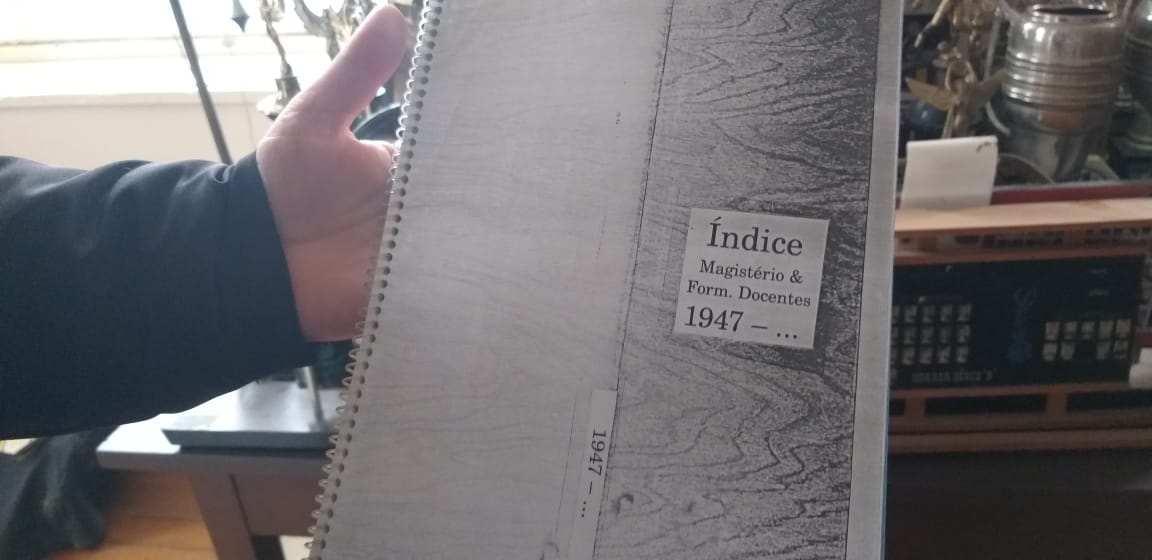 Índice
Magistério &
Form. Docentes
1947 – ...
1947 – ...